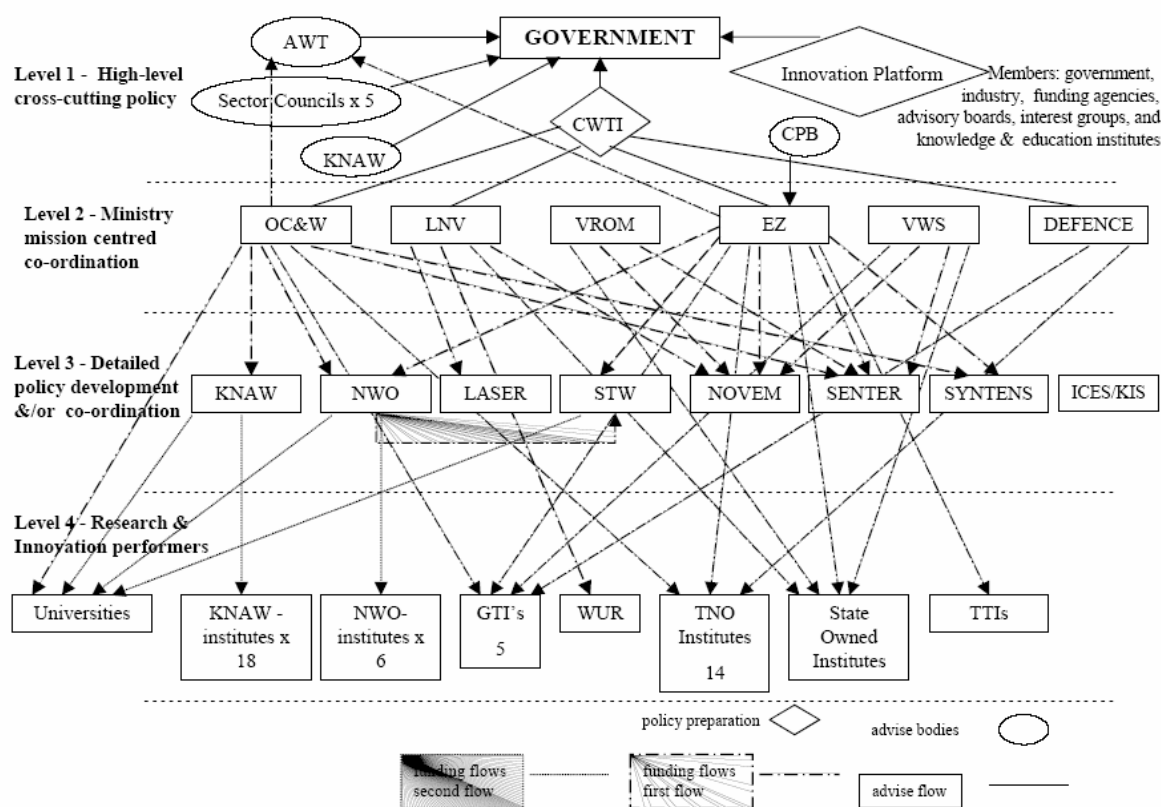 GOVERNMENT
AWT
Level 1 - High-level
cross-cutting policy
Innovation Platform
Members: government,
industry, funding agencies,
advisory boards, interest groups, and
knowledge & education institutes
Sector Councils x 5
CWTI
CPB
KNAW
Level 2 - Ministry
mission centred
co-ordination
OC&W
LNV
VROM
EZ
VWS
DEFENCE
Level 3 - Detailed
policy development
&/or co-ordination
KNAW
NWO
LASER
STW
NOVEM
SENTER
SYNTENS
ICES/KIS
Level 4 - Research &
Innovation performers
Universities
KNAW -
institutes x
18
NWO-
institutes x
6
GTI's
5
WUR
TNO
Institutes
14
State
Owned
Institutes
TTIs
policy preparation
advise bodies
funding flows
second flow
funding flows
first flow
advise flow